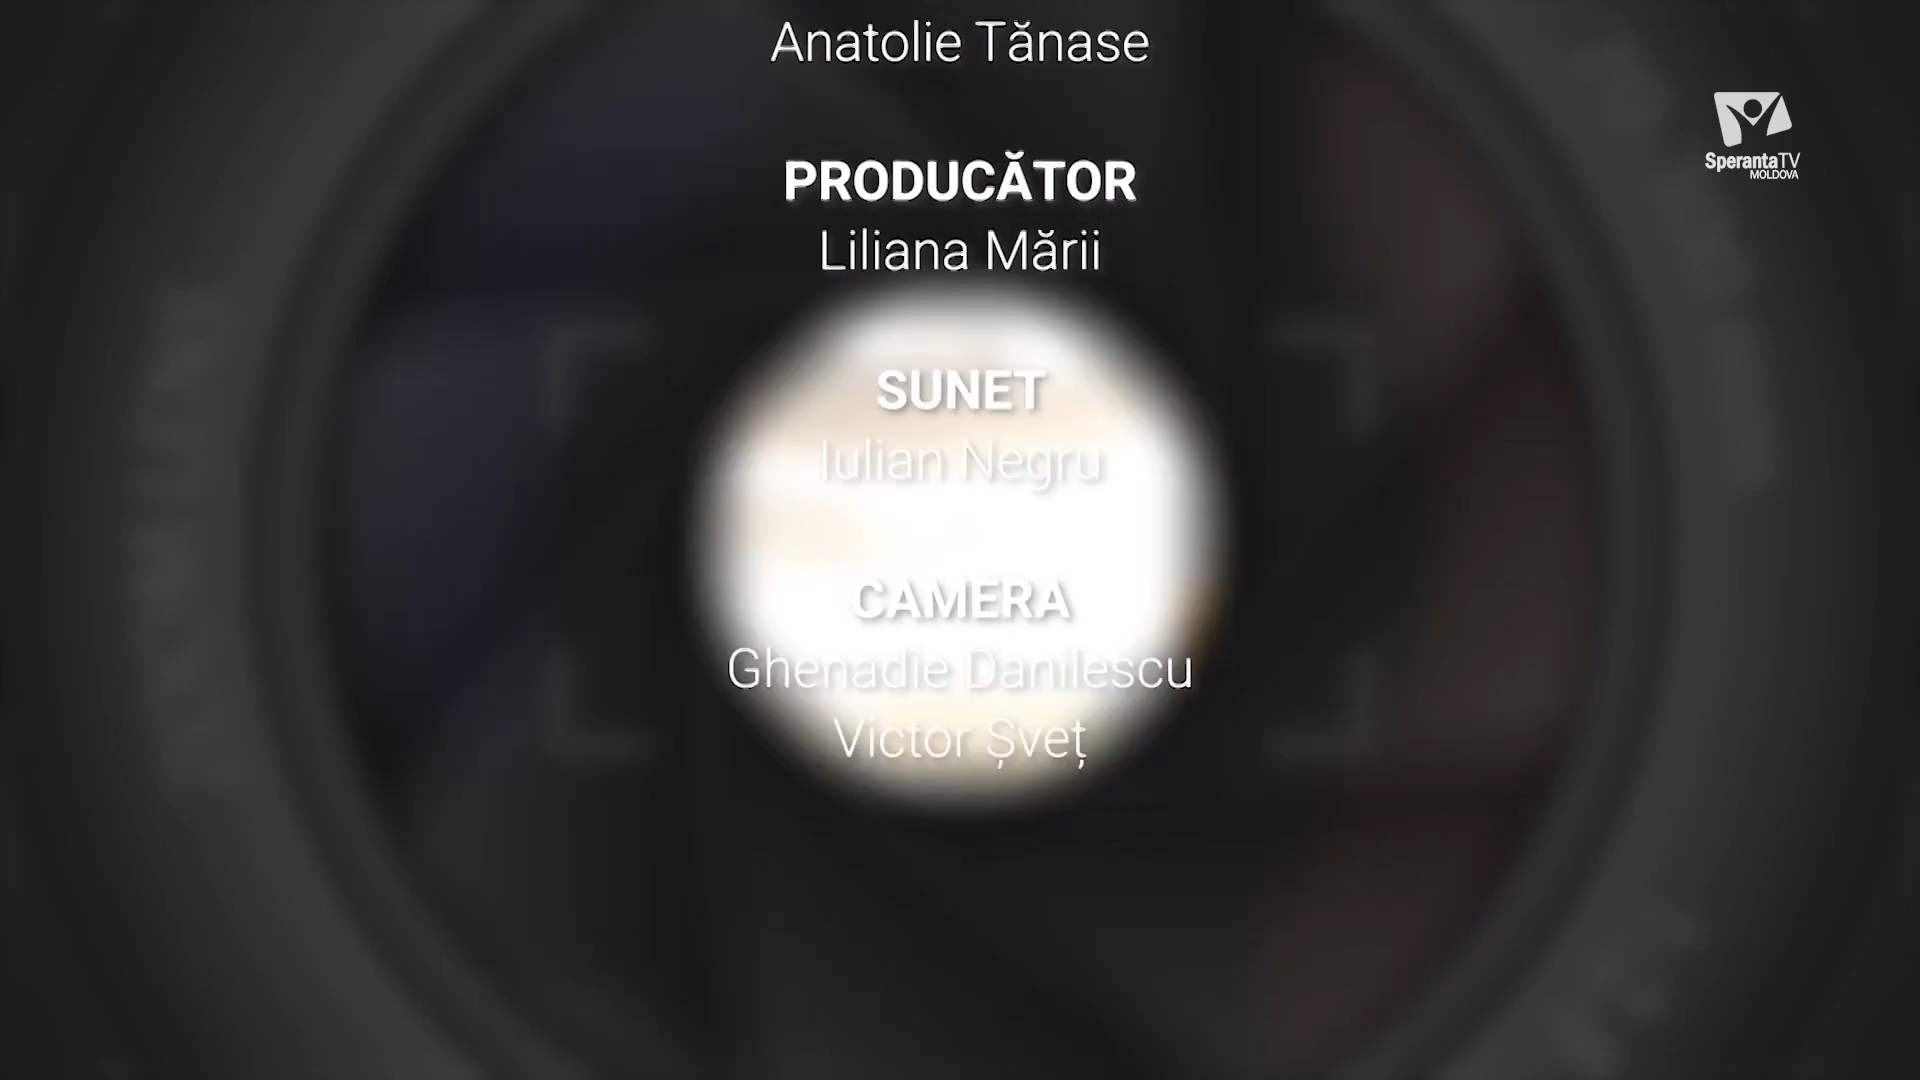 Anatolie Tănase
PRODUCĂTOR
Liliana Mării
SUNET
Iulian Negru
CAMERA
Ghenadie Danilescu
Victor Șveț
SperantaTV
MOLDOVA